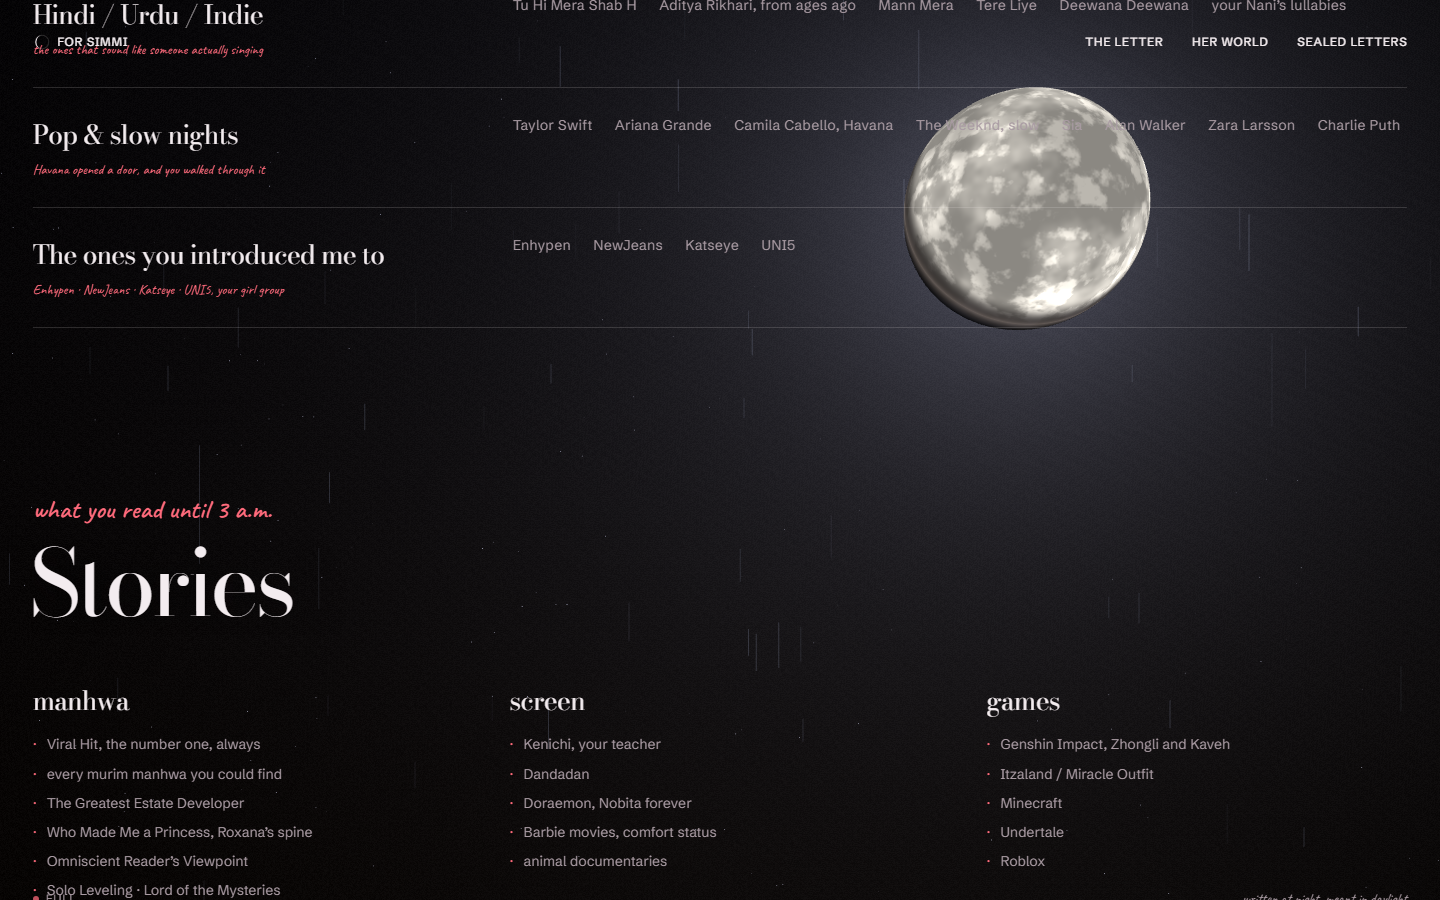 Hindi / Urdu / Indie
Tu Hi Mera Shab H Aditya Rikhari, from ages ago Mann Mera Tere Liye Deewana Deewana your Nani's lullabies
FOR SIMMI
THE LETTER HER WORLD SEALED LETTERS
the ones that sound like someone actually singing
Pop & slow nights
Taylor Swift Ariana Grande Camila Cabello, Havana The Weeknd, Walker Zara Larsson Charlie Puth
Havana opened a door, and you walked through it
The ones you introduced me to
Enhypen NewJeans Katseye UNI5
Enhypen · NewJeans · Katseye · UNI5, your girl group
what you read until 3 a.m.
Stories
manhwa
· Viral Hit, the number one, always
· every murim manhwa you could find
· The Greatest Estate Developer
· Who Made Me a Princess, Roxana’s spine
· Omniscient Reader’s Viewpoint
· Solo Leveling · Lord of the Mysteries
screen
· Kenichi, your teacher
· Dandadan
· Doraemon, Nobita forever
· Barbie movies, comfort status
· animal documentaries
games
· Genshin Impact, Zhongli and Kaveh
· Itzaland / Miracle Outfit
· Minecraft
· Undertale
· Roblox
FULL
written at night, meant in daylight